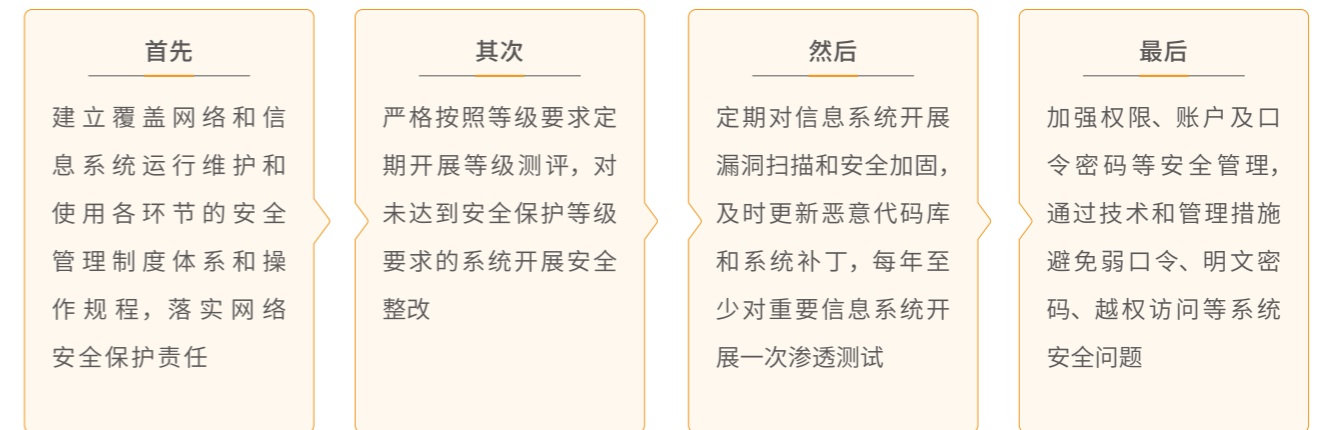 首先
建立覆盖网络和信
息系统运行维护和
使用各环节的安全
管理制度体系和操
作规程，落实网络
安全保护责任
其次
严格按照等级要求定
期开展等级测评，对
未达到安全保护等级
要求的系统开展安全
整改
然后
定期对信息系统开展
漏洞扫描和安全加固，
及时更新恶意代码库
和系统补丁，每年至
少对重要信息系统开
展一次渗透测试
最后
加强权限、账户及口
令密码等安全管理，
通过技术和管理措施
避免弱口令、明文密
码、越权访问等系统
安全问题